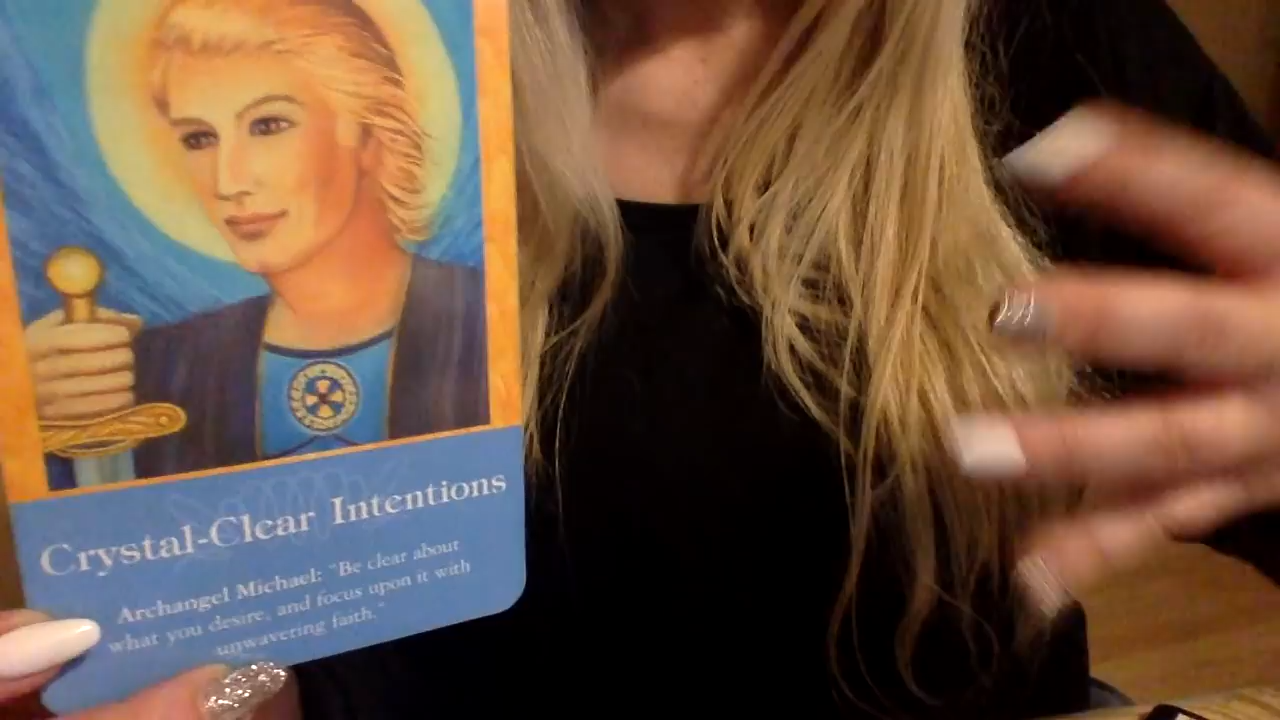 Crystal-Clear Intentions
Archangel Michael: "Be clear about
what you desire, and focus upon it with
unwavering faith."